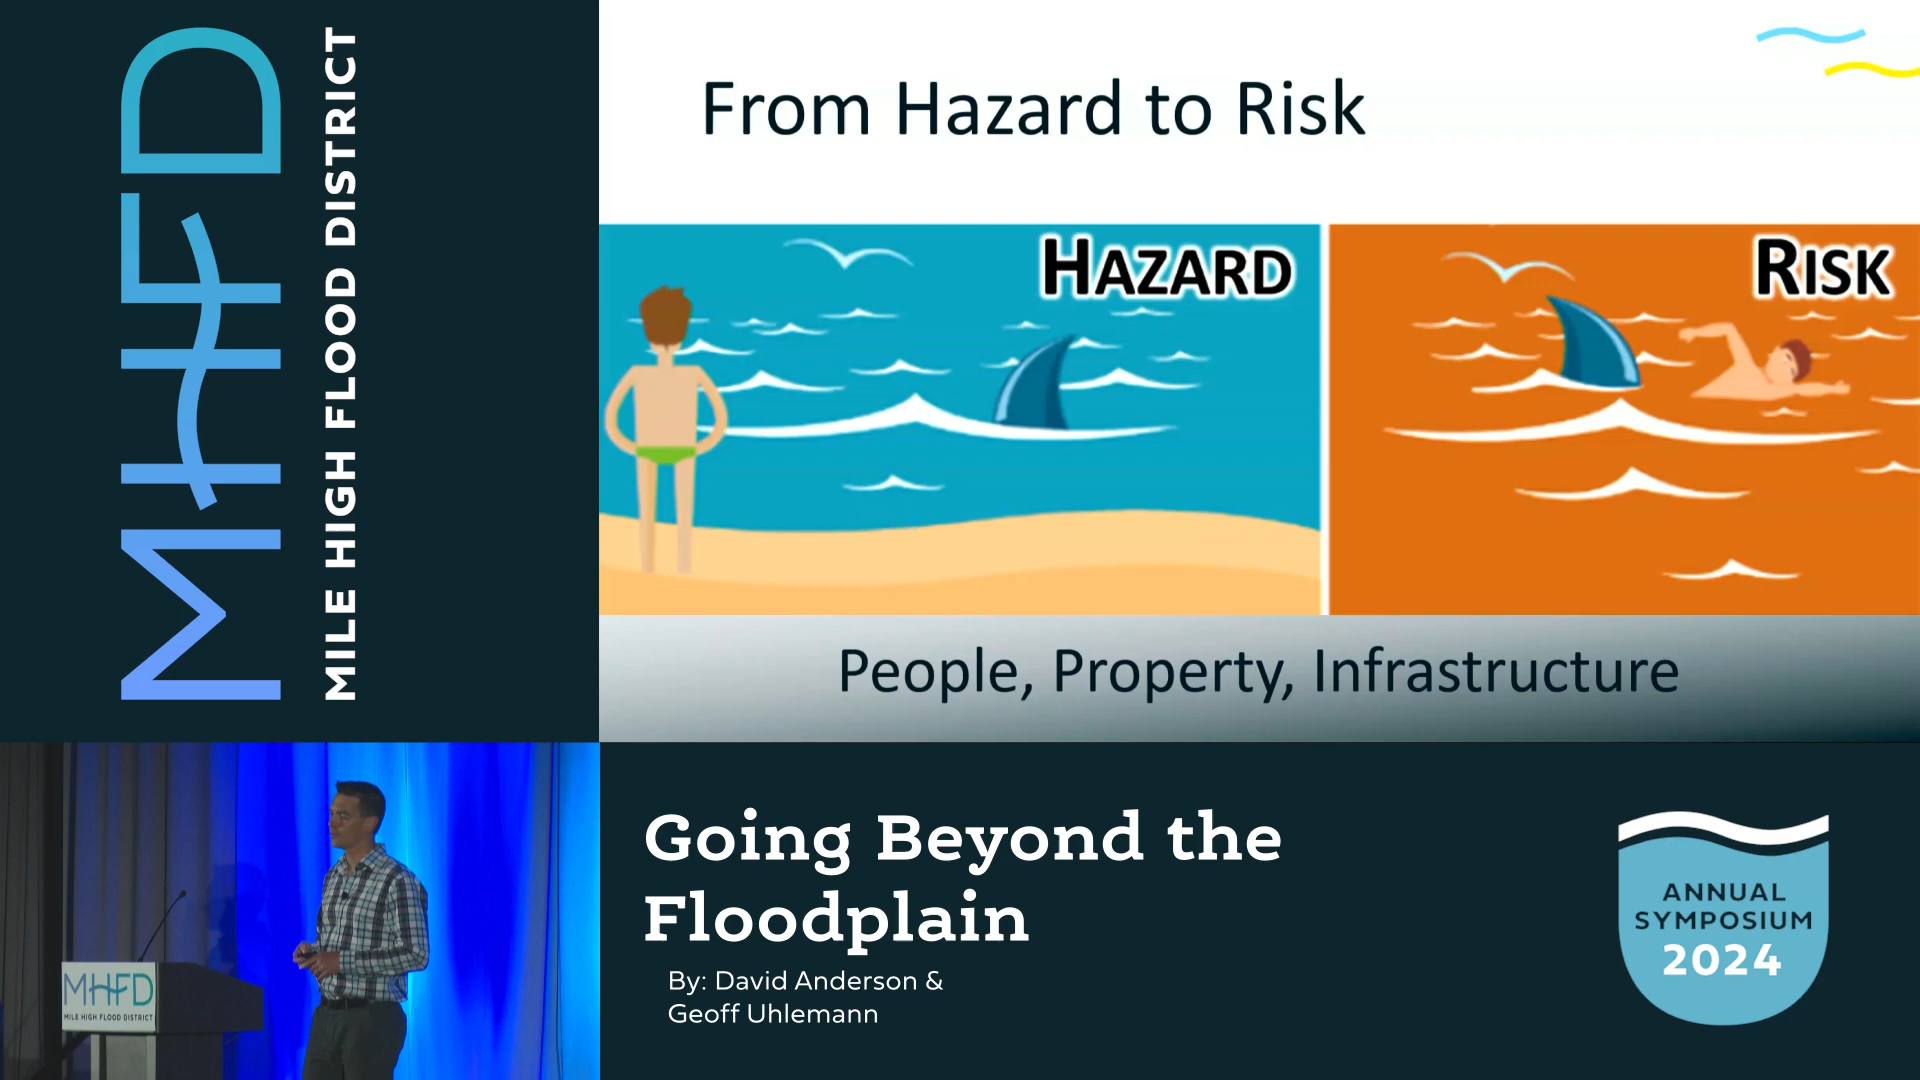 MHFD
MILE HIGH FLOOD DISTRICT
From Hazard to Risk
HAZARD
RISK
People, Property, Infrastructure
MHFD
MILE HIGH FLOOD DISTRICT
Going Beyond the
Floodplain
By: David Anderson &
Geoff Uhlemann
ANNUAL
SYMPOSIUM
2024